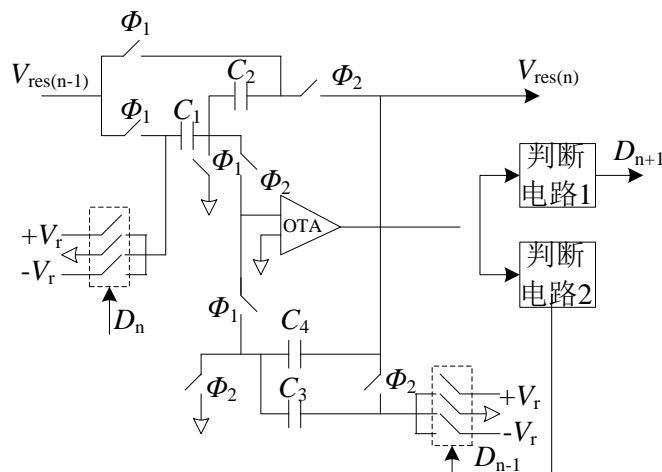 Φ1
Vres(n-1)
C2
Φ2
Vres(n)
Φ1
C1
Φ1
Φ2
判断
电路1
Dn+1
+Vr
-Vr
OTA
判断
电路2
Dn
Φ1
C4
Φ2
C3
Φ2
+Vr
-Vr
Dn-1